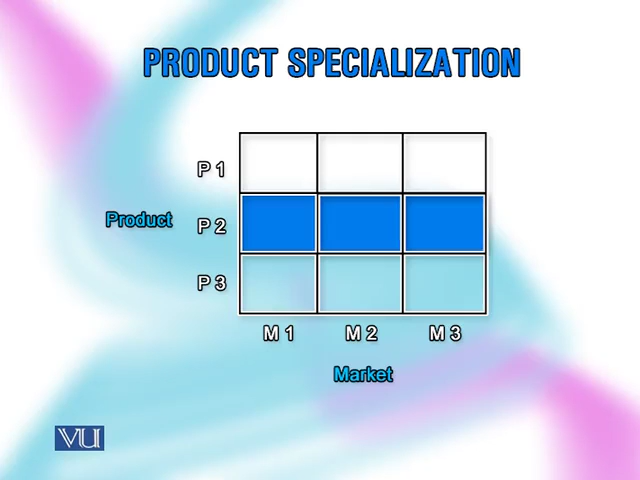 PRODUCT SPECIALIZATION
P 1
Product
P 2
P 3
M 1 M 2 M 3
Market
VU